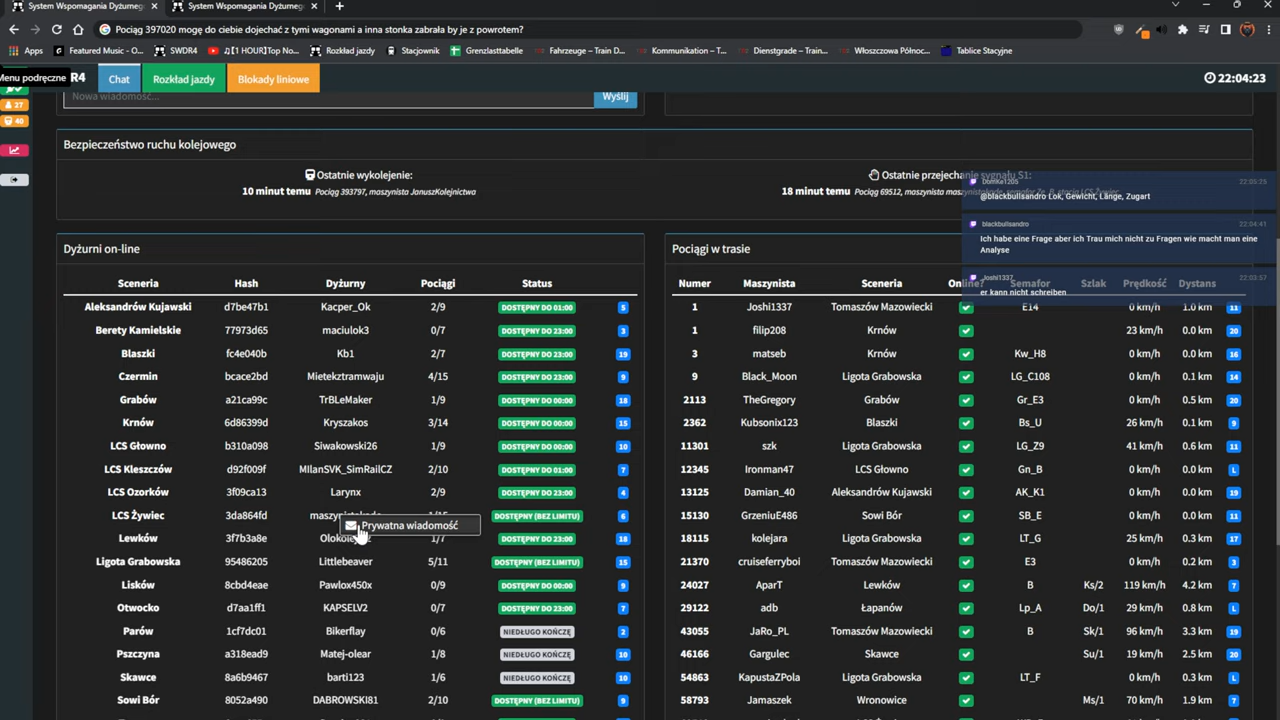 System Wspomagania Dyżurnego
System Wspomagania Dyżurnego
Pociąg 397020 mogę do ciebie dojechać z tymi wagonami a inna stonka zabrała by je z powrotem?
Apps
Featured Music - O...
SWDR4
♪♫[1 HOUR]Top No...
Rozkład jazdy
Stacjownik
Grenzlasttabelle
Fahrzeuge – Train D...
Kommunikation – T...
Dienstgrade – Train...
Włoszczowa Północ...
Tablice Stacyjne
Menu podręczne
R4
Chat
Rozkład jazdy
Blokady liniowe
22:04:23
27
40
Nowa wiadomość...
Wyślij
Bezpieczeństwo ruchu kolejowego
Ostatnie wykolejenie:
10 minut temu Pociąg 393797, maszynista JanuszKolejnictwa
Ostatnie przejechanie sygnału S1:
18 minut temu Pociąg 69512, maszynista
DomKe1205 22:05:25
@blackbullsandro Lok, Gewicht, Länge, Zugart
blackbullsandro 22:04:41
Ich habe eine Frage aber ich Trau mich nicht zu Fragen wie macht man eine
Analyse
Joshi1337 22:03:57
er kann nicht schreiben
Dyżurni on-line
Sceneria Hash Dyżurny Pociągi Status
Aleksandrów Kujawski d7be47b1 Kacper_Ok 2/9 DOSTĘPNY DO 01:00 5
Berety Kamielskie 77973d65 maciulok3 0/7 DOSTĘPNY DO 23:00 3
Blaszki fc4e040b Kb1 2/7 DOSTĘPNY DO 23:00 19
Czermin bcace2bd Mietekztramwaju 4/15 DOSTĘPNY DO 23:00 9
Grabów a21ca99c TrBLeMaker 1/9 DOSTĘPNY DO 00:00 18
Krnów 6d86399d Kryszakos 3/14 DOSTĘPNY DO 00:00 10
LCS Głowno b310a098 Siwakowski26 1/9 DOSTĘPNY DO 00:00 15
LCS Kleszczów d92f009f MIlanSVK_SimRailCZ 2/10 DOSTĘPNY DO 01:00 7
LCS Ozorków 3f09ca13 Larynx 2/9 DOSTĘPNY DO 23:00 4
LCS Żywiec 3da864fd DOSTĘPNY (BEZ LIMITU) 6
Prywatna wiadomość
Lewków 3f7b3a8e 1/7 DOSTĘPNY DO 23:00 18
Ligota Grabowska 95486205 Littlebeaver 5/11 DOSTĘPNY (BEZ LIMITU) 15
Lisków 8cbd4eae Pawlox450x 0/9 DOSTĘPNY DO 00:00 7
Otwocko d7aa1ff1 KAPSELV2 0/7 DOSTĘPNY DO 23:00 7
Parów 1cf7dc01 Bikerflay 0/6 NIEDŁUGO KOŃCZĘ 2
Pszczyna a318ead9 Matej-olear 1/8 NIEDŁUGO KOŃCZĘ 10
Skawce 8a6b9467 barti123 1/6 NIEDŁUGO KOŃCZĘ 10
Sowi Bór 8052a490 DABROWSKI81 2/10 DOSTĘPNY (BEZ LIMITU) 9
Pociągi w trasie
Numer Maszynista Sceneria Online? Semafor Szlak Prędkość Dystans
1 Joshi1337 Tomaszów Mazowiecki E14 0 km/h 1.0 km 11
1 filip208 Krnów 23 km/h 0.0 km 20
3 matseb Krnów Kw_H8 0 km/h 0.0 km 16
9 Black_Moon Ligota Grabowska LG_C108 0 km/h 0.1 km 14
2113 TheGregory Grabów Gr_E3 0 km/h 0.5 km 20
2362 Kubsonix123 Blaszki Bs_U 26 km/h 0.1 km 9
11301 szk Ligota Grabowska LG_Z9 41 km/h 0.6 km 11
12345 Ironman47 LCS Głowno Gn_B 0 km/h 0.2 km L
13125 Damian_40 Aleksandrów Kujawski AK_K1 0 km/h 0.2 km 19
15130 GrzeniuE486 Sowi Bór SB_E 0 km/h 0.2 km L
18115 kolejara Ligota Grabowska LT_G 25 km/h 0.3 km 17
21370 cruiseferryboi Tomaszów Mazowiecki E3 0 km/h 0.2 km 3
24027 AparT Lewków B Ks/2 119 km/h 4.2 km 7
29122 adb Łapanów Lp_A Do/1 29 km/h 0.8 km L
43055 JaRo_PL Tomaszów Mazowiecki B Sk/1 96 km/h 3.3 km 19
46166 Gargulec Skawce Su/1 19 km/h 2.5 km 20
54863 KapustaZPola Ligota Grabowska LT_F 0 km/h 0.0 km L
58793 Jamaszek Wronowice Ms/1 70 km/h 1.9 km 7